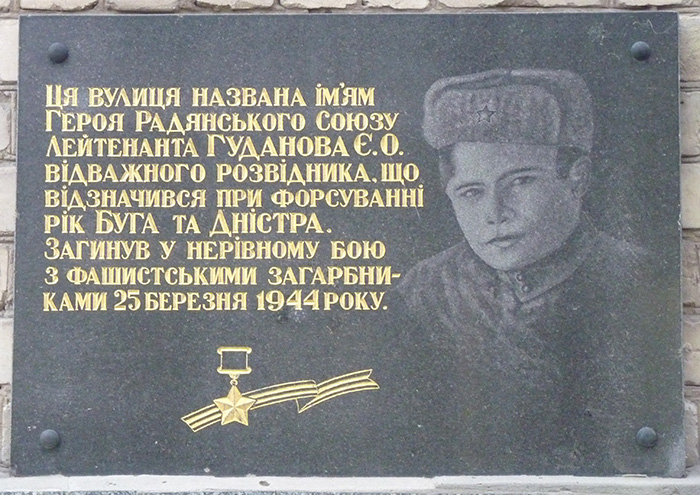 Ця вулиця названа ім'ям
Героя Радянського Союзу
лейтенанта Гуданова Є.О.
відважного розвідника, що
відзначився при форсуванні
рік Буга та Дністра.
Загинув у нерівному бою
з фашистськими загарбни-
ками 25 березня 1944 року.